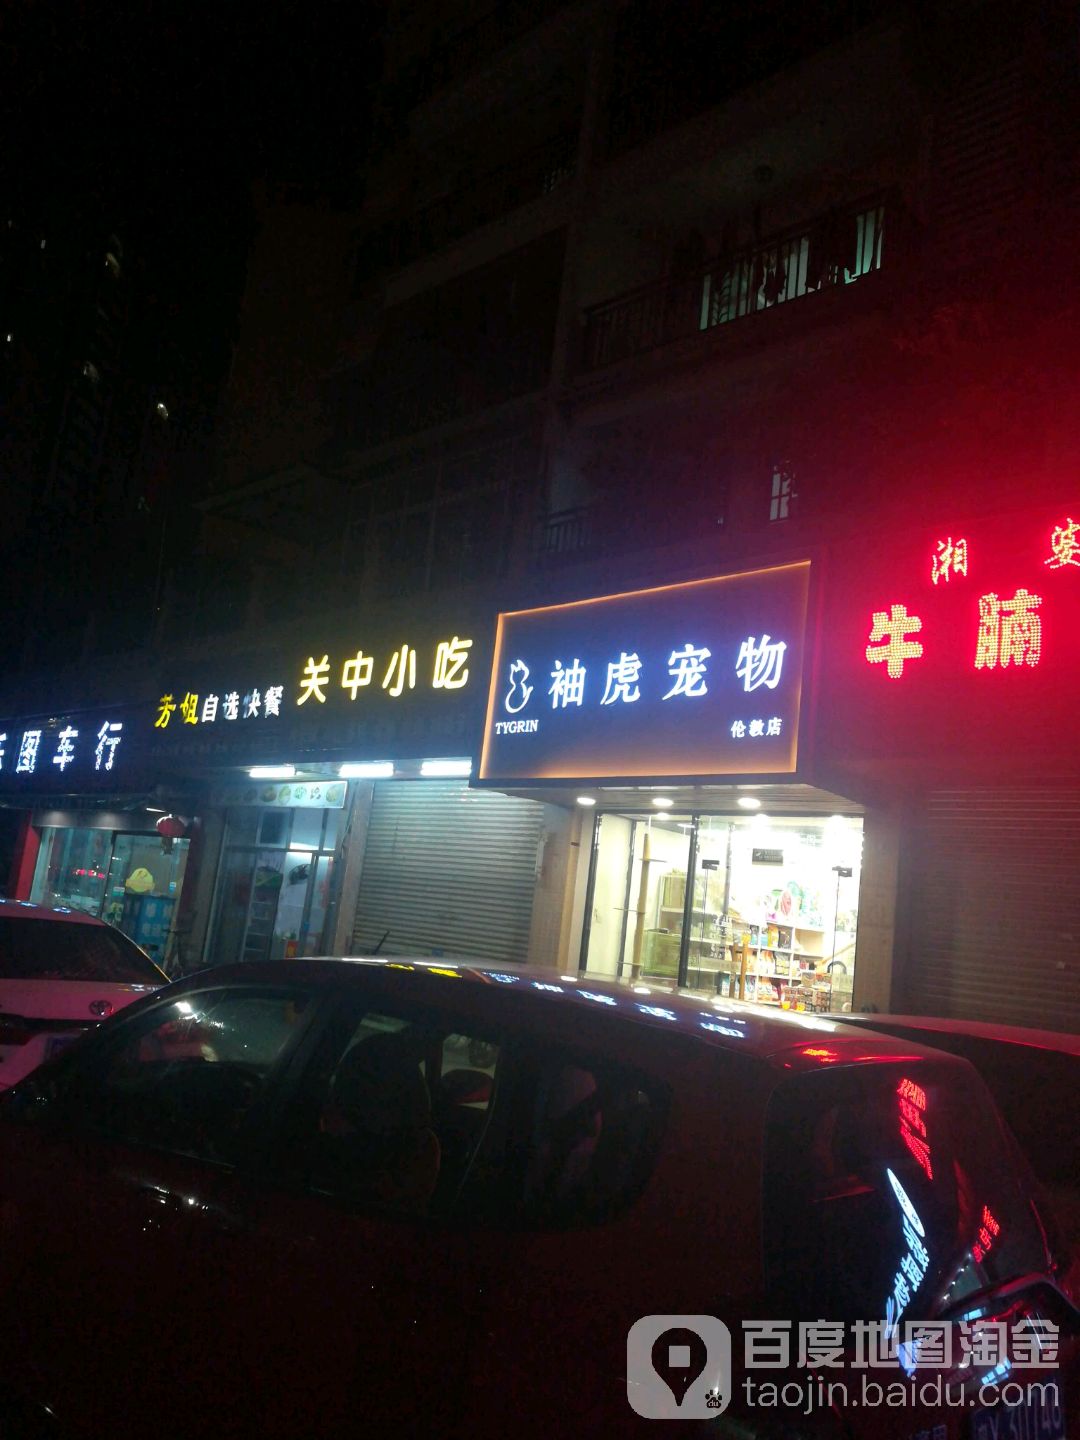 图车行
芳姐自选快餐
关中小吃
袖虎宠物
TYGRIN
伦教店
湘婆
牛腩
百度地图淘金
taojin.baidu.com